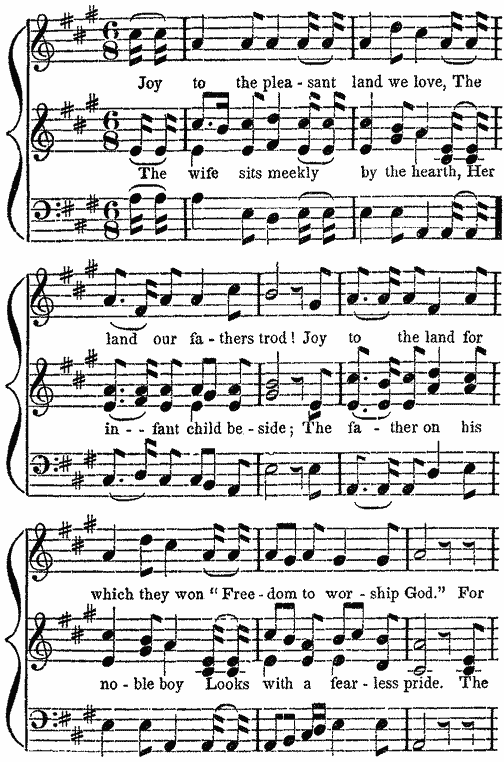 6 8
Joy to the plea - sant land we love, The
6 8
The wife sits meekly by the hearth, Her
6 8
land our fa - thers trod! Joy to the land for
in - - fant child be - side; The fa - ther on his
which they won "Free - dom to wor - ship God." For
no - ble boy Looks with a fear - less pride. The